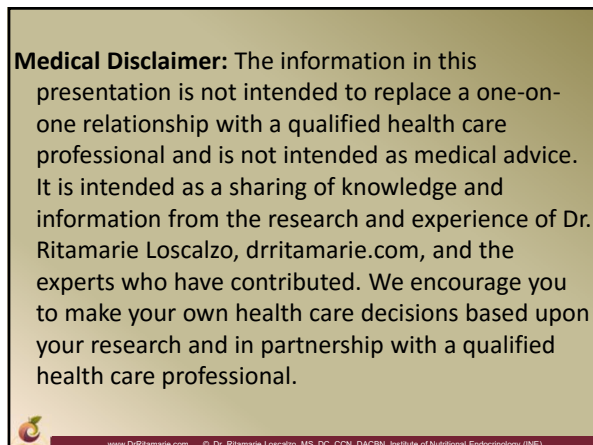 Medical Disclaimer: The information in this
presentation is not intended to replace a one-on-
one relationship with a qualified health care
professional and is not intended as medical advice.
It is intended as a sharing of knowledge and
information from the research and experience of Dr.
Ritamarie Loscalzo, drritamarie.com, and the
experts who have contributed. We encourage you
to make your own health care decisions based upon
your research and in partnership with a qualified
health care professional.
www.DrRitamarie.com © Dr. Ritamarie Loscalzo, MS, DC, CCN, DACBN, Institute of Nutritional Endocrinology (INE)